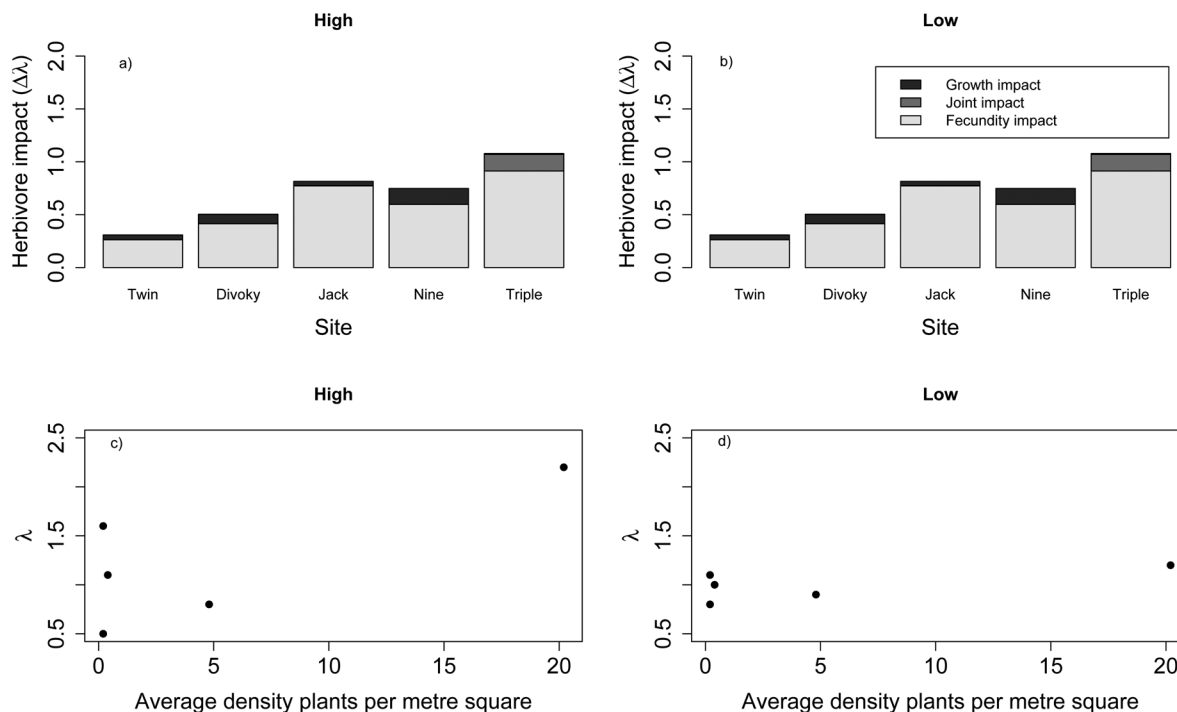 High
Low
a)
b)
Herbivore impact (Δλ)
2.0
1.5
1.0
0.5
0.0
Twin Divoky Jack Nine Triple
Site
Herbivore impact (Δλ)
2.0
1.5
1.0
0.5
0.0
Growth impact
Joint impact
Fecundity impact
Twin Divoky Jack Nine Triple
Site
High
Low
c)
λ
2.5
1.5
0.5
0 5 10 15 20
Average density plants per metre square
d)
λ
2.5
1.5
0.5
0 5 10 15 20
Average density plants per metre square